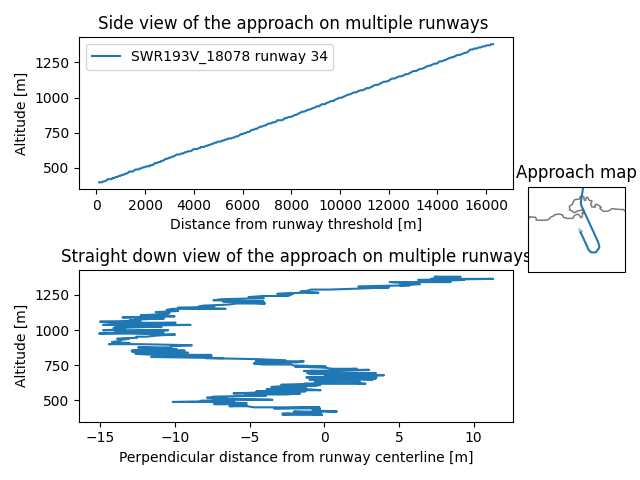 Side view of the approach on multiple runways
SWR193V_18078 runway 34
Altitude [m]
1250
1000
750
500
0 2000 4000 6000 8000 10000 12000 14000 16000
Distance from runway threshold [m]
Approach map
Straight down view of the approach on multiple runways
Altitude [m]
1250
1000
750
500
−15 −10 −5 0 5 10
Perpendicular distance from runway centerline [m]